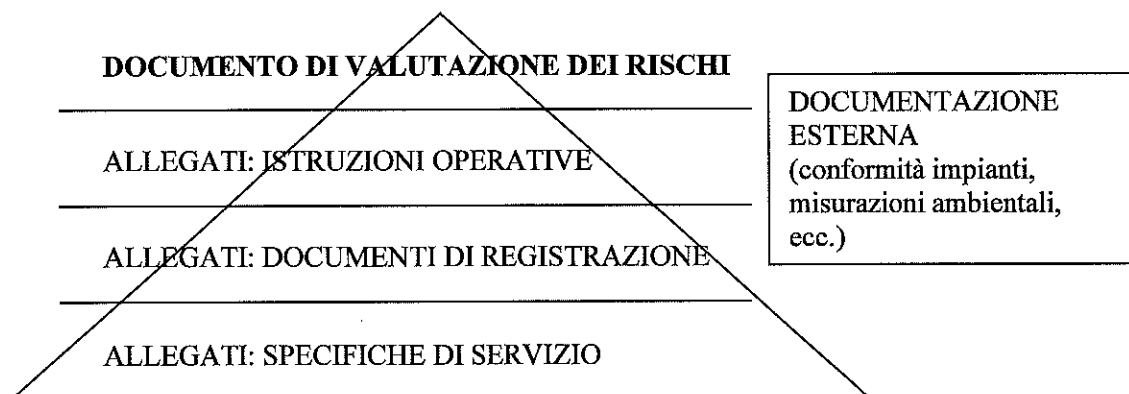 DOCUMENTO DI VALUTAZIONE DEI RISCHI
ALLEGATI: ISTRUZIONI OPERATIVE
ALLEGATI: DOCUMENTI DI REGISTRAZIONE
ALLEGATI: SPECIFICHE DI SERVIZIO
DOCUMENTAZIONE
ESTERNA
(conformità impianti,
misurazioni ambientali,
ecc.)